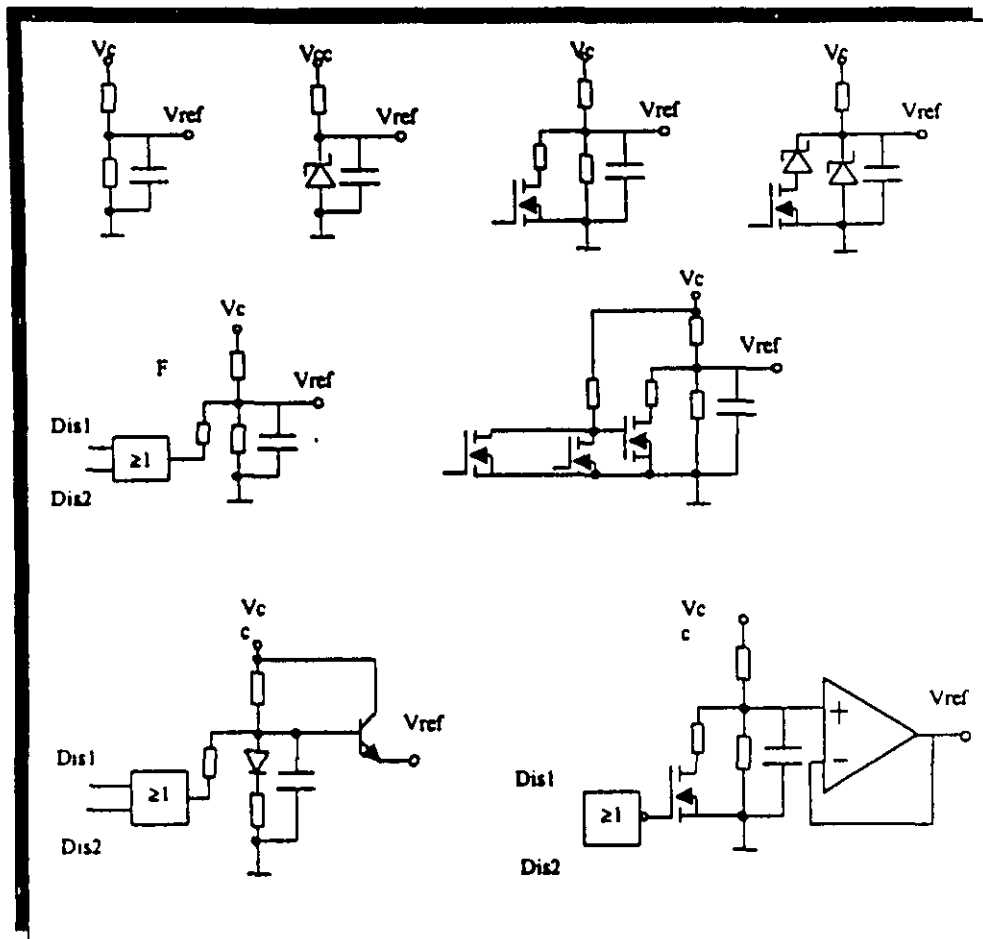 Vc
Vcc
Vc
Vc
Vref
Vref
Vref
Vref
Vc
Vc
F
Vref
Vref
Dis1
≥1
Dis2
Vc
c
Vc
c
Vref
Vref
+
−
Dis1
≥1
Dis2
Dis1
≥1
Dis2